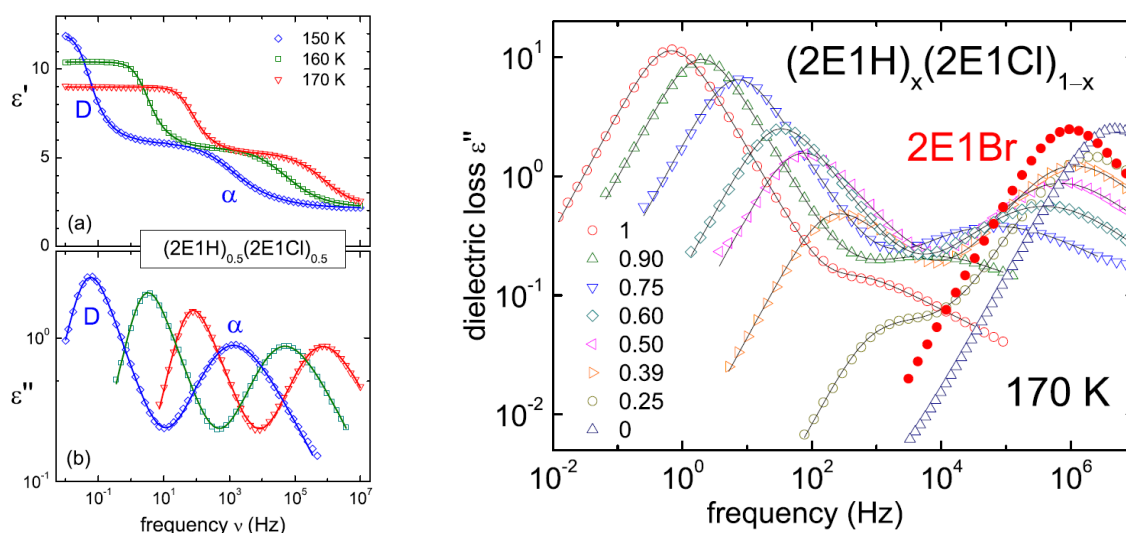 150 K
160 K
170 K
10
5
0
ε'
D
α
(a)
(2E1H)0.5(2E1Cl)0.5
D
α
10⁰
ε''
10⁻¹
(b)
10⁻¹ 10¹ 10³ 10⁵ 10⁷
frequency ν (Hz)
(2E1H)x(2E1Cl)1−x
2E1Br
10¹
10⁰
10⁻¹
10⁻²
dielectric loss ε''
1
0.90
0.75
0.60
0.50
0.39
0.25
0
170 K
10⁻² 10⁰ 10² 10⁴ 10⁶
frequency (Hz)